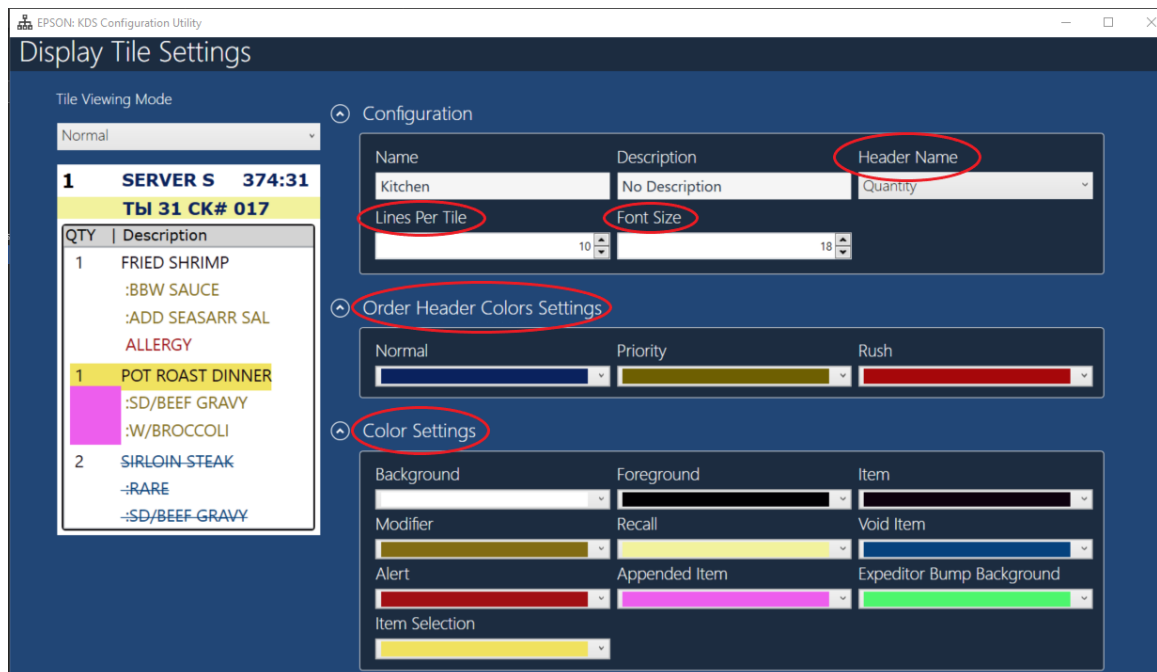 EPSON: KDS Configuration Utility
Display Tile Settings
Tile Viewing Mode
Normal
1 SERVER S 374:31
ТЫ 31 CK# 017
QTY | Description
1 FRIED SHRIMP
:BBW SAUCE
:ADD SEASARR SAL
ALLERGY
1 POT ROAST DINNER
:SD/BEEF GRAVY
:W/BROCCOLI
2 SIRLOIN STEAK
:RARE
:SD/BEEF GRAVY
Configuration
Name Description Header Name
Kitchen No Description Quantity
Lines Per Tile Font Size
10 18
Order Header Colors Settings
Normal Priority Rush
Color Settings
Background Foreground Item
Modifier Recall Void Item
Alert Appended Item Expeditor Bump Background
Item Selection